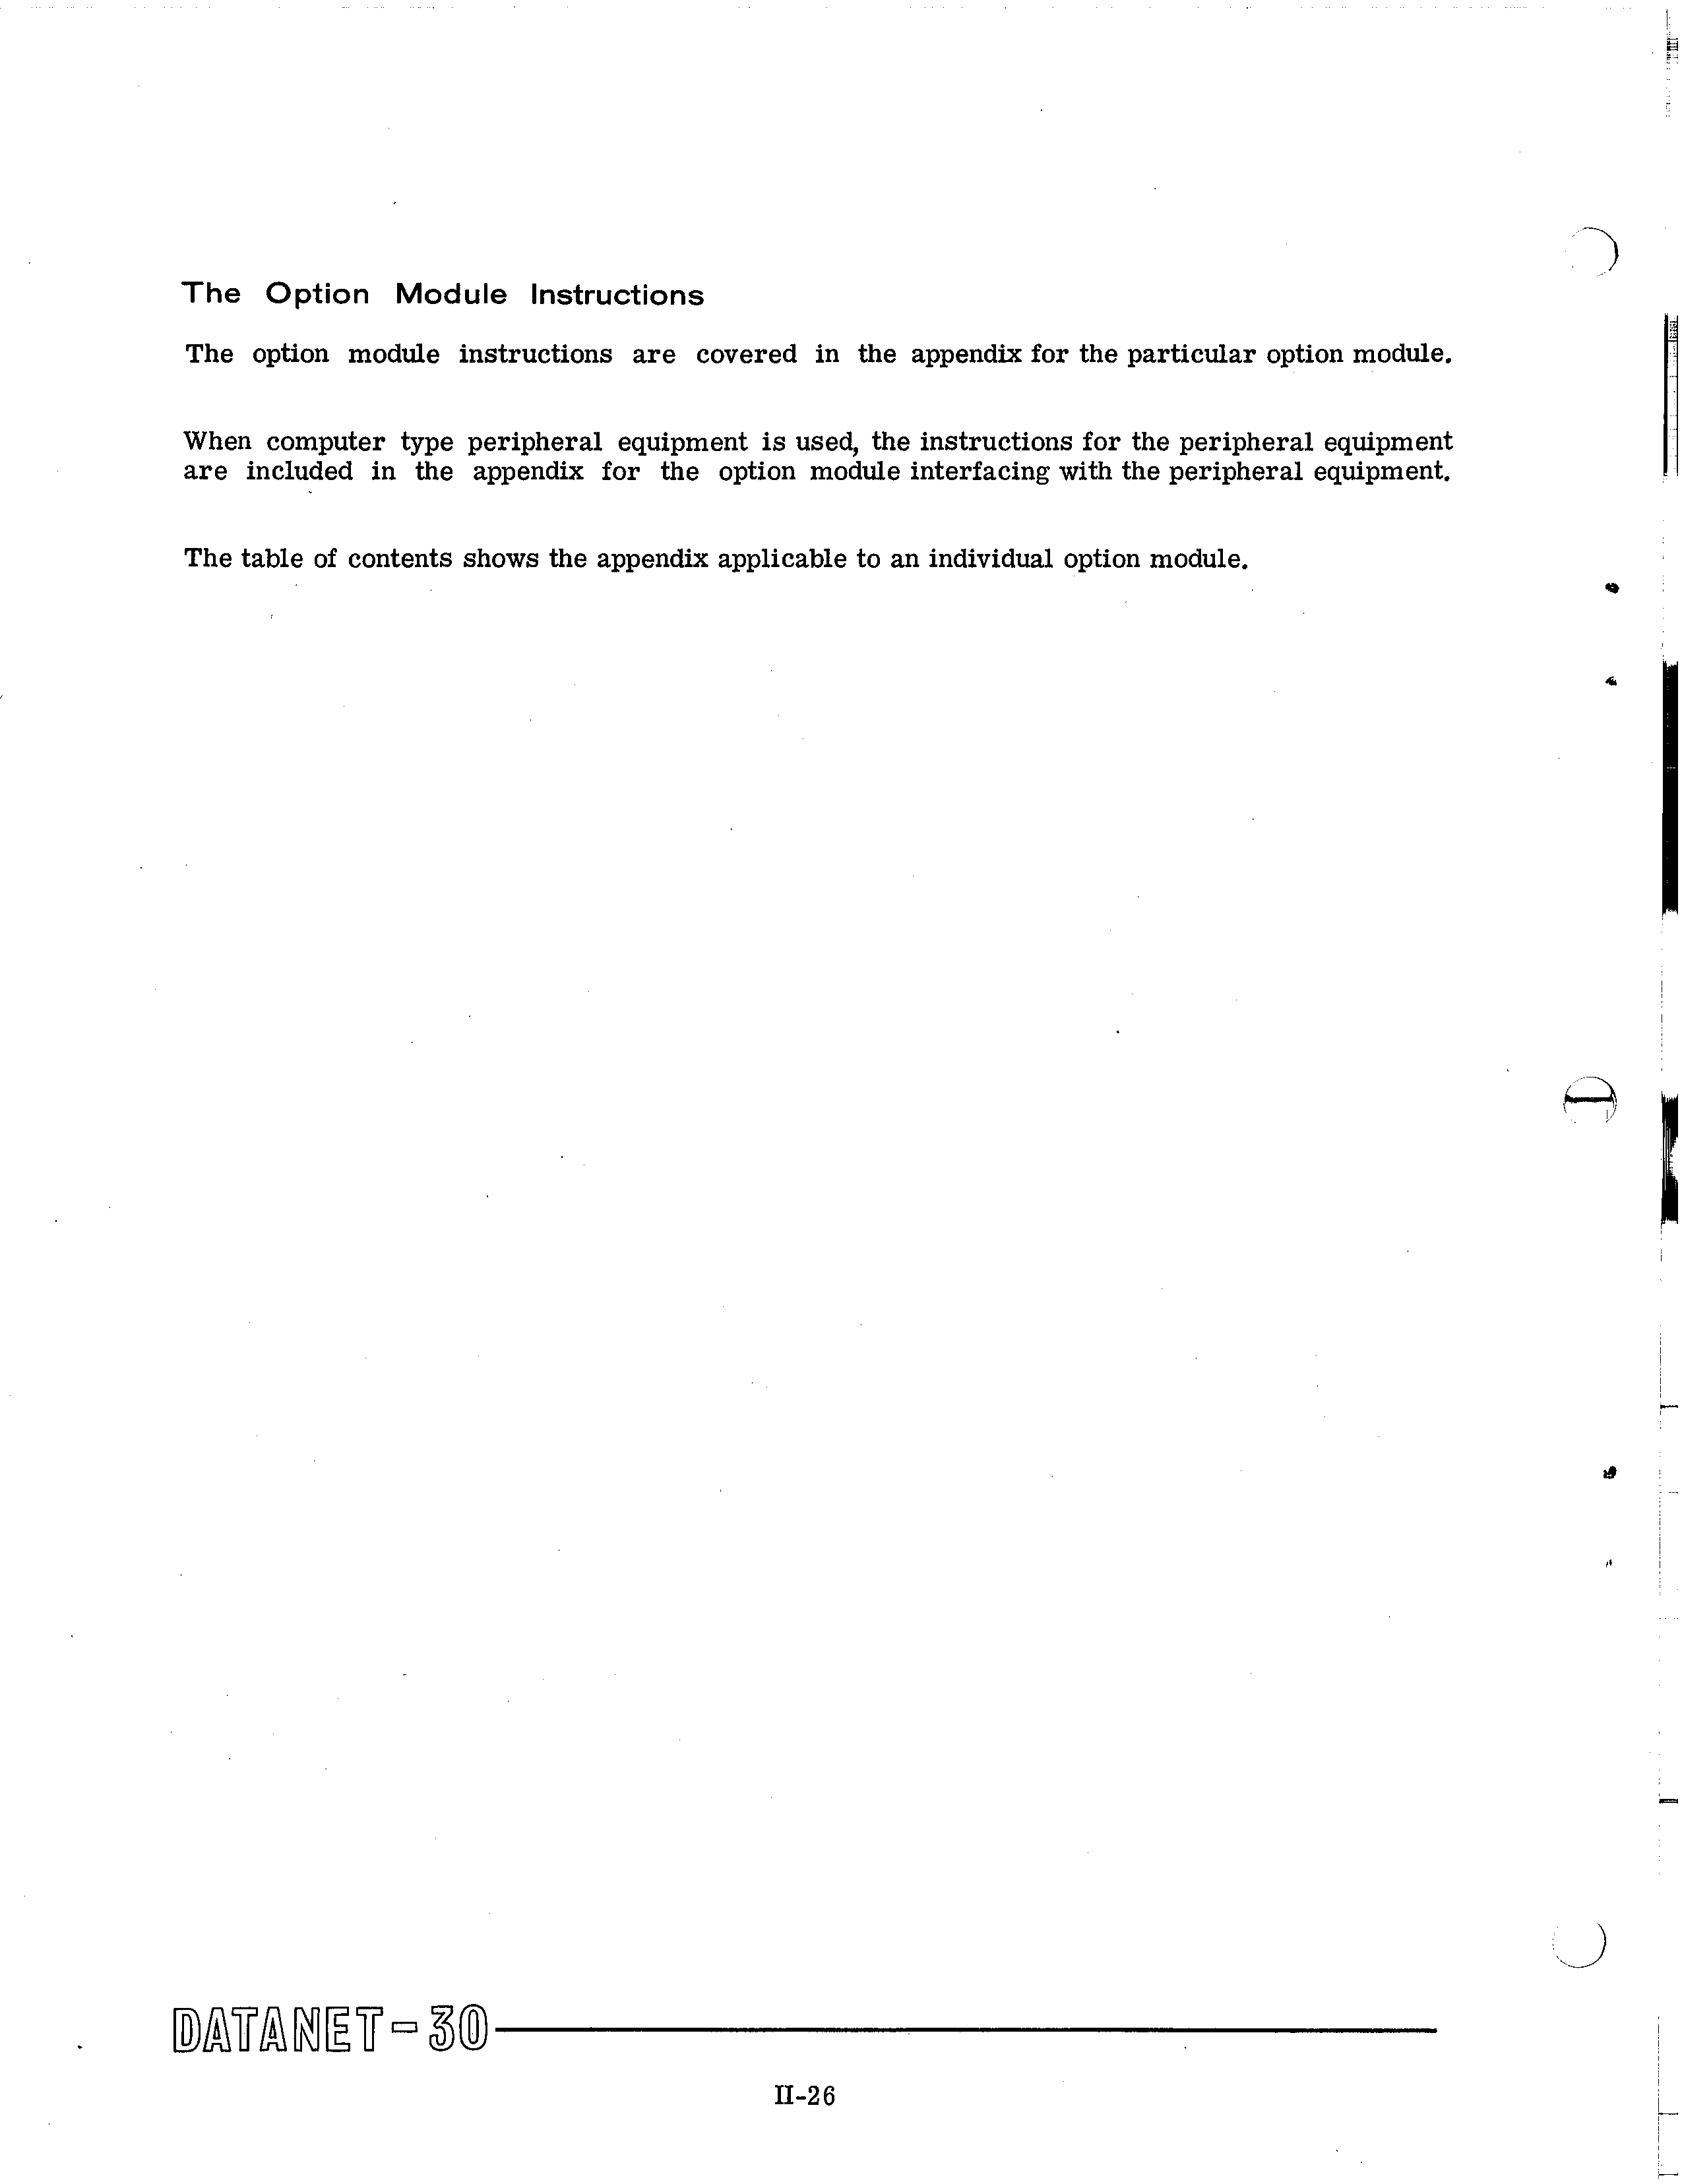 The Option Module Instructions
The option module instructions are covered in the appendix for the particular option module.
When computer type peripheral equipment is used, the instructions for the peripheral equipment
are included in the appendix for the option module interfacing with the peripheral equipment.
The table of contents shows the appendix applicable to an individual option module.
DATANET-30
II-26